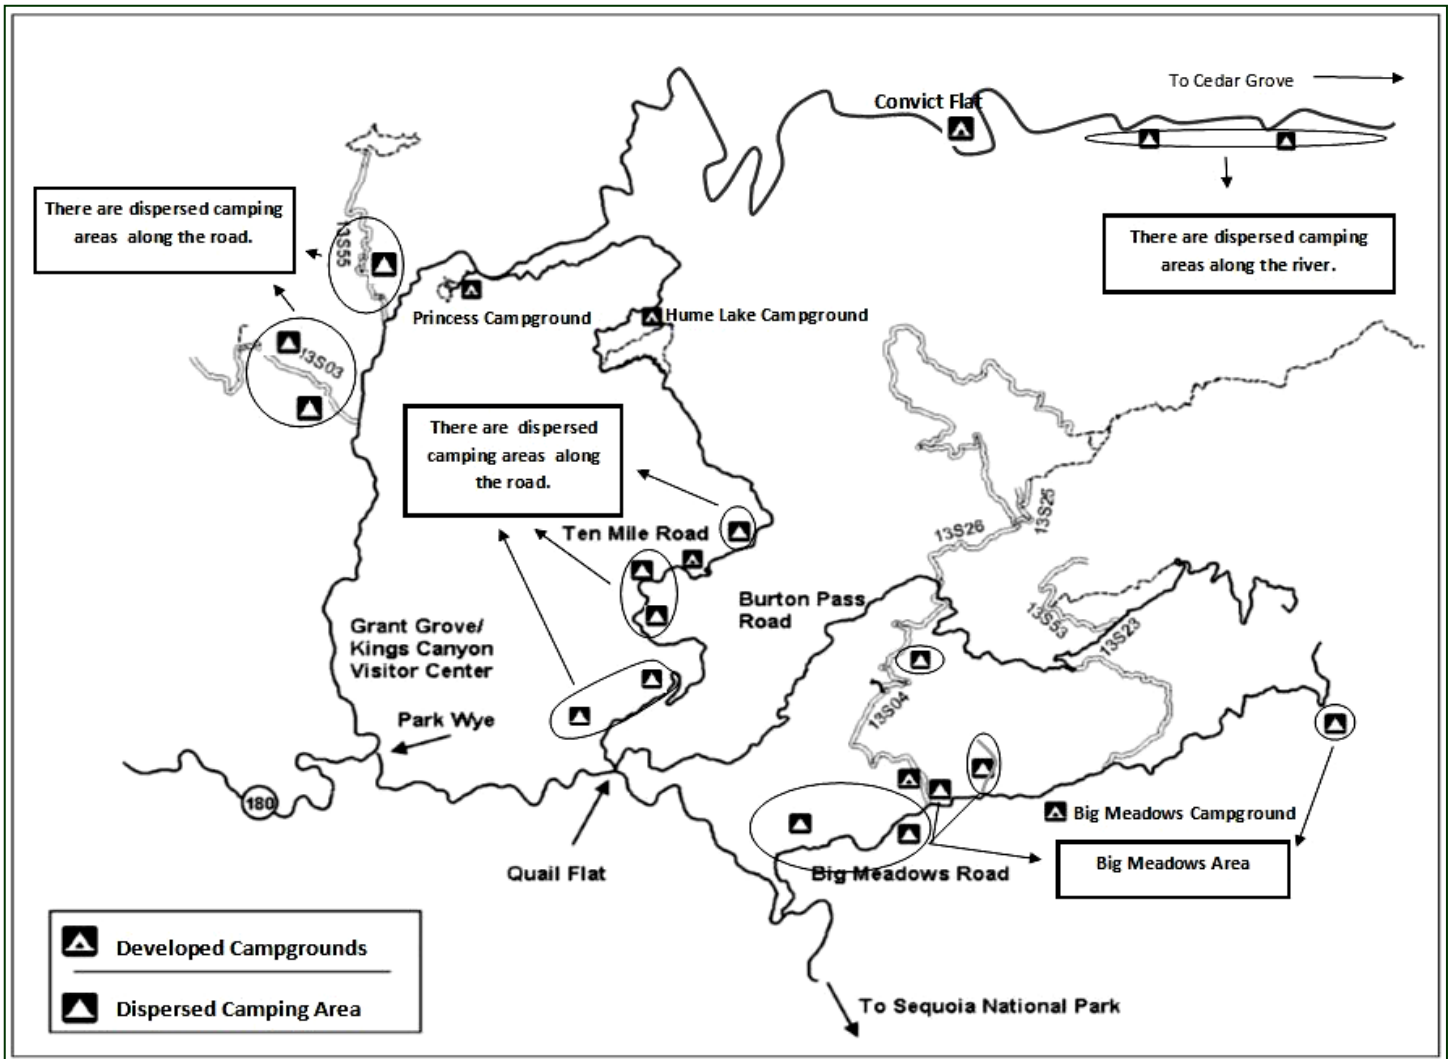 To Cedar Grove
Convict Flat
There are dispersed camping
areas along the road.
13S55
There are dispersed camping
areas along the river.
Princess Campground
Hume Lake Campground
13S03
There are dispersed
camping areas along
the road.
Ten Mile Road
13S26
13S25
Burton Pass
Road
13S53
13S23
Grant Grove/
Kings Canyon
Visitor Center
13S04
Park Wye
180
Big Meadows Campground
Quail Flat
Big Meadows Road
Big Meadows Area
Developed Campgrounds
Dispersed Camping Area
To Sequoia National Park